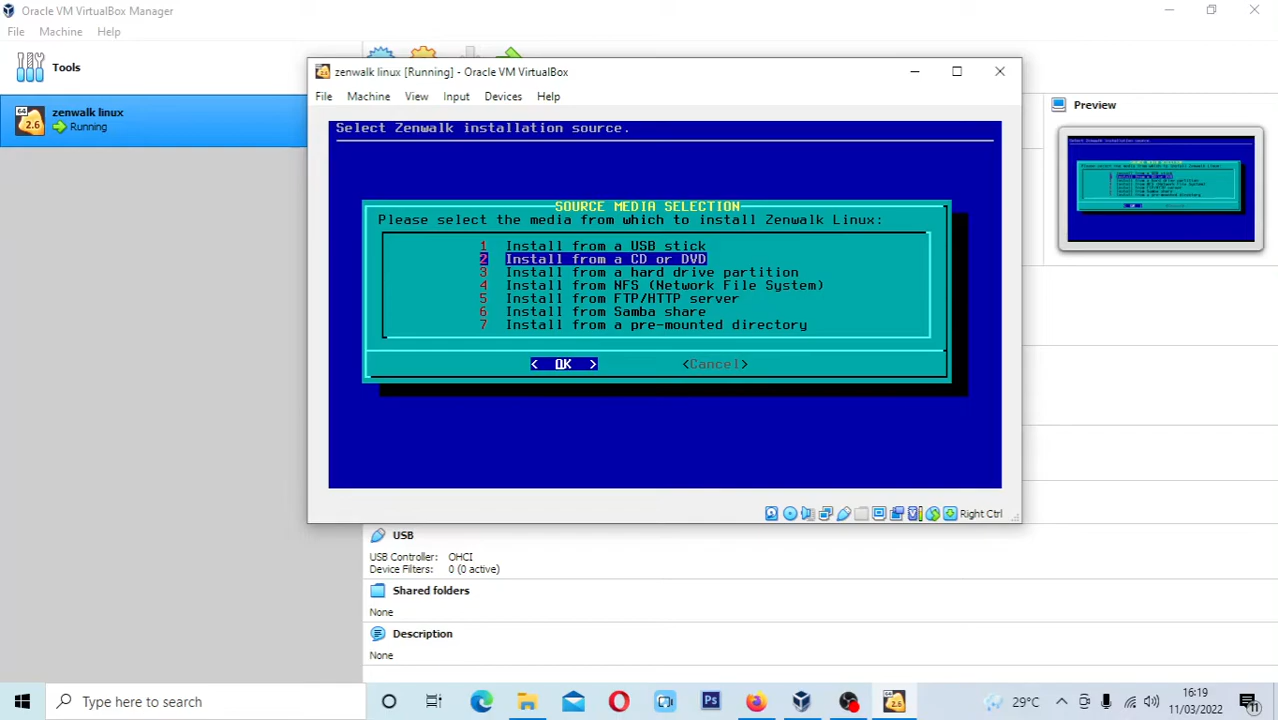 Oracle VM VirtualBox Manager
File Machine Help
Tools
zenwalk linux
Running
zenwalk linux [Running] - Oracle VM VirtualBox
File Machine View Input Devices Help
Select Zenwalk installation source.
SOURCE MEDIA SELECTION
Please select the media from which to install Zenwalk Linux:
1 Install from a USB stick
2 Install from a CD or DVD
3 Install from a hard drive partition
4 Install from NFS (Network File System)
5 Install from FTP/HTTP server
6 Install from Samba share
7 Install from a pre-mounted directory
< OK > <Cancel>
Right Ctrl
Preview
USB
USB Controller: OHCI
Device Filters: 0 (0 active)
Shared folders
None
Description
None
Type here to search
Ps
29°C
16:19
11/03/2022
11